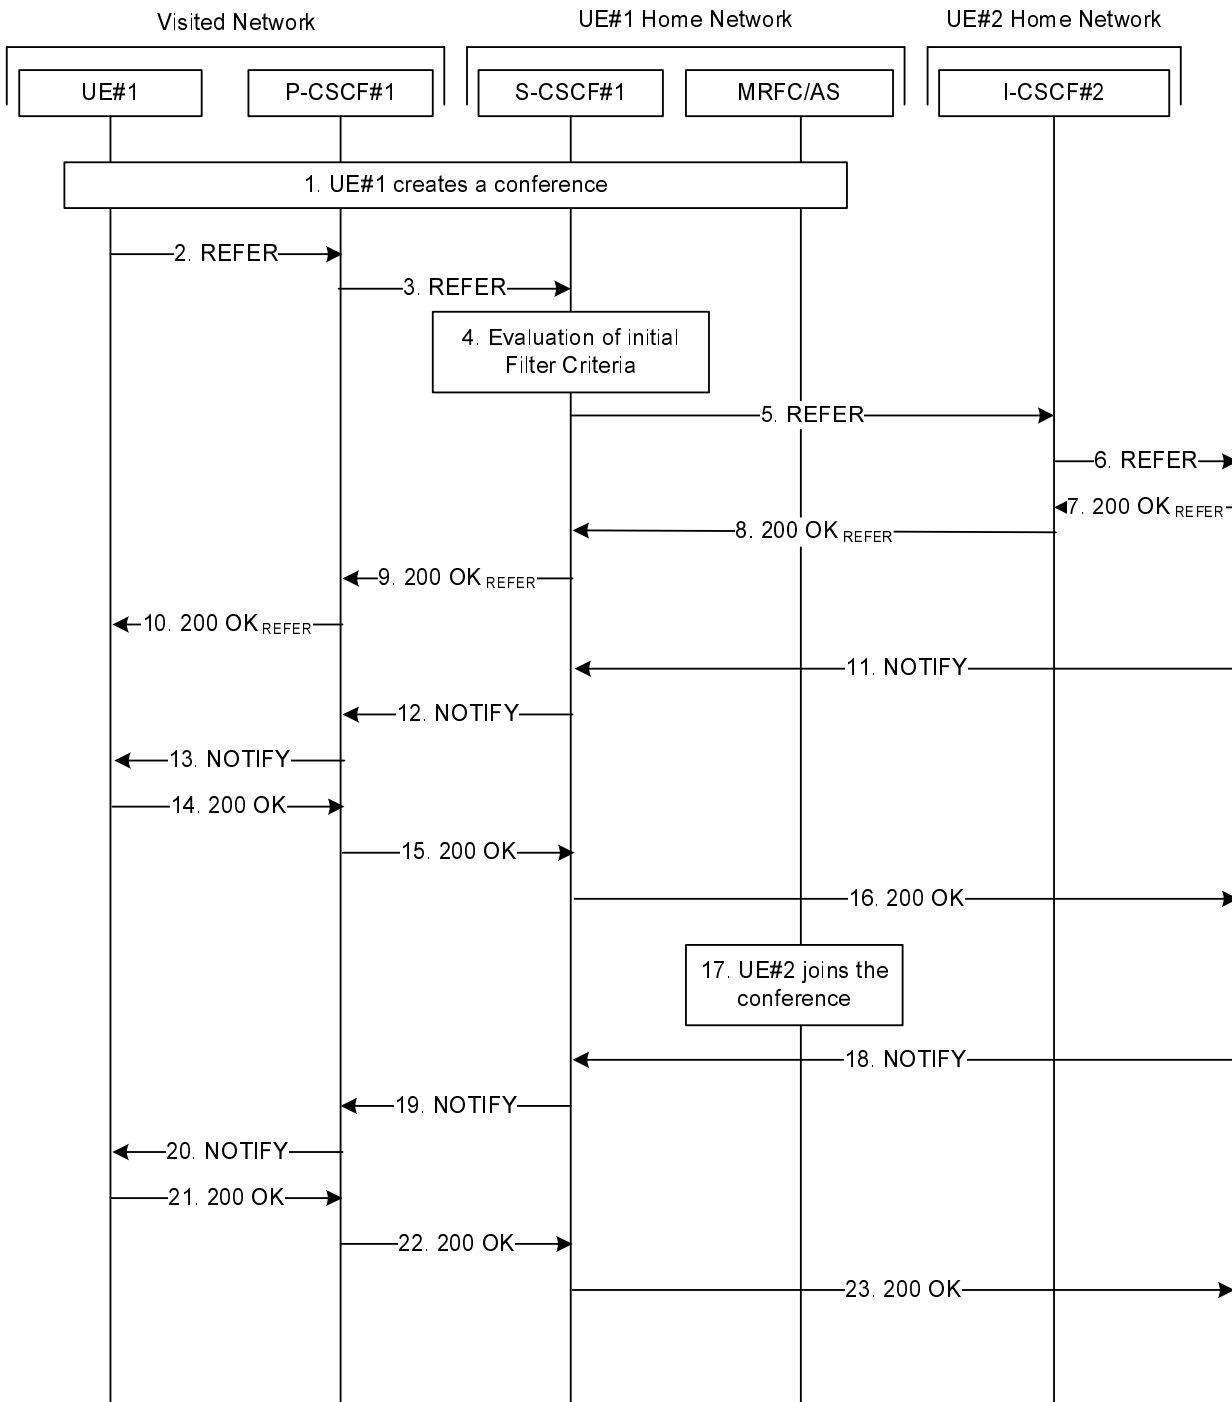 Visited Network
UE#1 Home Network
UE#2 Home Network
UE#1
P-CSCF#1
S-CSCF#1
MRFC/AS
I-CSCF#2
1. UE#1 creates a conference
2. REFER
3. REFER
4. Evaluation of initial
Filter Criteria
5. REFER
6. REFER
7. 200 OK REFER
8. 200 OK REFER
9. 200 OK REFER
10. 200 OK REFER
11. NOTIFY
12. NOTIFY
13. NOTIFY
14. 200 OK
15. 200 OK
16. 200 OK
17. UE#2 joins the
conference
18. NOTIFY
19. NOTIFY
20. NOTIFY
21. 200 OK
22. 200 OK
23. 200 OK